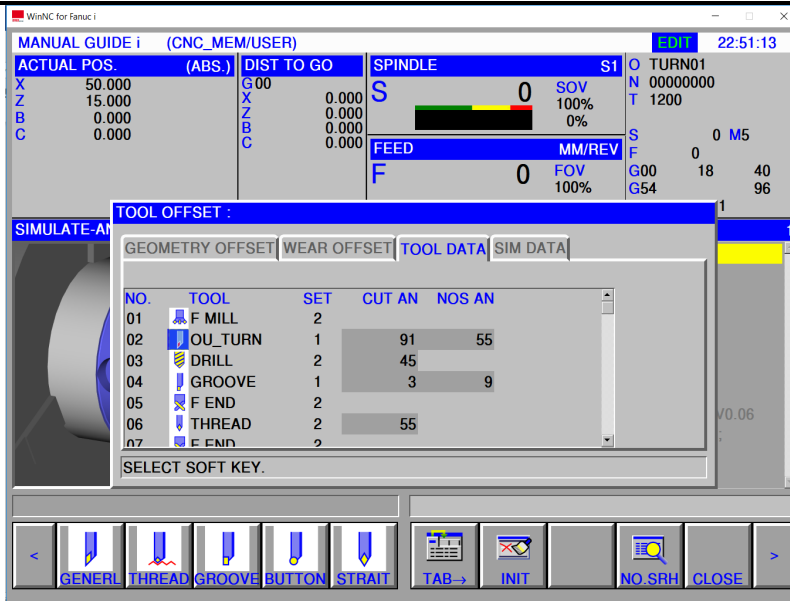 WinNC for Fanuc i
MANUAL GUIDE i (CNC_MEM/USER) EDIT 22:51:13
ACTUAL POS. (ABS.)
X 50.000
Z 15.000
B 0.000
C 0.000
DIST TO GO
G00
X 0.000
Z 0.000
B 0.000
C 0.000
SPINDLE S1
S 0 SOV
100%
0%
FEED MM/REV
F 0 FOV
100%
O TURN01
N 00000000
T 1200
S 0 M5
F 0
G00 18 40
G54 96
1
SIMULATE-AN
TOOL OFFSET :
GEOMETRY OFFSET WEAR OFFSET TOOL DATA SIM DATA
NO. TOOL SET CUT AN NOS AN
01 F MILL 2
02 OU_TURN 1 91 55
03 DRILL 2 45
04 GROOVE 1 3 9
05 F END 2
06 THREAD 2 55
07 F END 2
V0.06
;
SELECT SOFT KEY.
< GENERL THREAD GROOVE BUTTON STRAIT TAB→ INIT NO.SRH CLOSE >